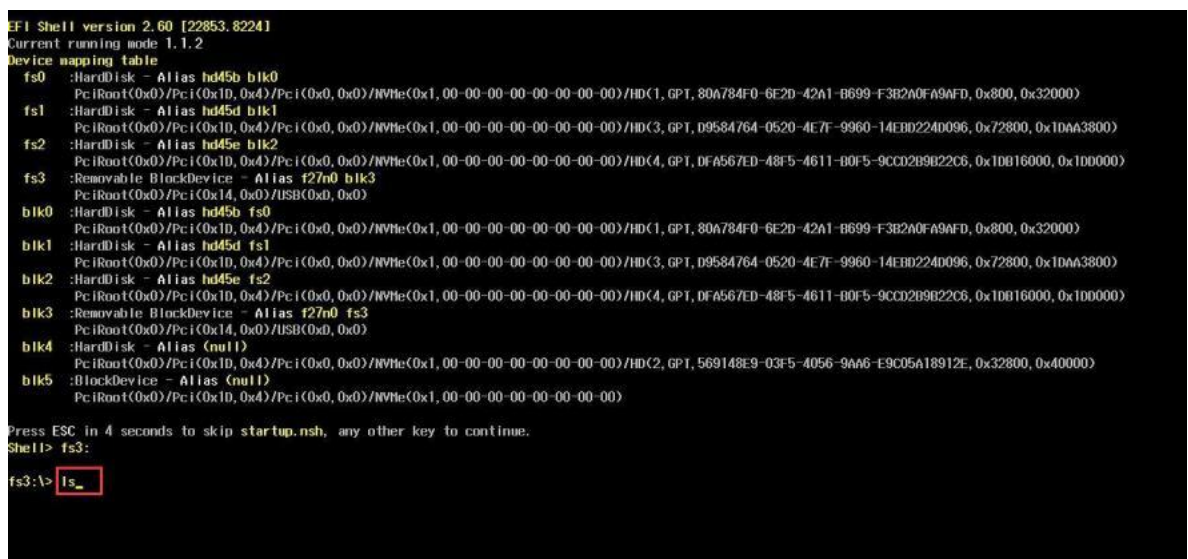 EFI Shell version 2.60 [22853.8224]
Current running mode 1.1.2
Device mapping table
fs0 :HardDisk - Alias hd45b blk0
PciRoot(0x0)/Pci(0x1D,0x4)/Pci(0x0,0x0)/NVMe(0x1,00-00-00-00-00-00-00-00)/HD(1,GPT,80A784F0-6E2D-42A1-B699-F3B2A0FA9AFD,0x800,0x32000)
fs1 :HardDisk - Alias hd45d blk1
PciRoot(0x0)/Pci(0x1D,0x4)/Pci(0x0,0x0)/NVMe(0x1,00-00-00-00-00-00-00-00)/HD(3,GPT,D9584764-0520-4E7F-9960-14EBD224D096,0x72800,0x1DAA3800)
fs2 :HardDisk - Alias hd45e blk2
PciRoot(0x0)/Pci(0x1D,0x4)/Pci(0x0,0x0)/NVMe(0x1,00-00-00-00-00-00-00-00)/HD(4,GPT,DFA567ED-48F5-4611-B0F5-9CCD2B9B22C6,0x1DB16000,0x1DD000)
fs3 :Removable BlockDevice - Alias f27n0 blk3
PciRoot(0x0)/Pci(0x14,0x0)/USB(0xD,0x0)
blk0 :HardDisk - Alias hd45b fs0
PciRoot(0x0)/Pci(0x1D,0x4)/Pci(0x0,0x0)/NVMe(0x1,00-00-00-00-00-00-00-00)/HD(1,GPT,80A784F0-6E2D-42A1-B699-F3B2A0FA9AFD,0x800,0x32000)
blk1 :HardDisk - Alias hd45d fs1
PciRoot(0x0)/Pci(0x1D,0x4)/Pci(0x0,0x0)/NVMe(0x1,00-00-00-00-00-00-00-00)/HD(3,GPT,D9584764-0520-4E7F-9960-14EBD224D096,0x72800,0x1DAA3800)
blk2 :HardDisk - Alias hd45e fs2
PciRoot(0x0)/Pci(0x1D,0x4)/Pci(0x0,0x0)/NVMe(0x1,00-00-00-00-00-00-00-00)/HD(4,GPT,DFA567ED-48F5-4611-B0F5-9CCD2B9B22C6,0x1DB16000,0x1DD000)
blk3 :Removable BlockDevice - Alias f27n0 fs3
PciRoot(0x0)/Pci(0x14,0x0)/USB(0xD,0x0)
blk4 :HardDisk - Alias (null)
PciRoot(0x0)/Pci(0x1D,0x4)/Pci(0x0,0x0)/NVMe(0x1,00-00-00-00-00-00-00-00)/HD(2,GPT,569148E9-03F5-4056-9AA6-E9C05A18912E,0x32800,0x40000)
blk5 :BlockDevice - Alias (null)
PciRoot(0x0)/Pci(0x1D,0x4)/Pci(0x0,0x0)/NVMe(0x1,00-00-00-00-00-00-00-00)
Press ESC in 4 seconds to skip startup.nsh, any other key to continue.
Shell> fs3:
fs3:\> ls_